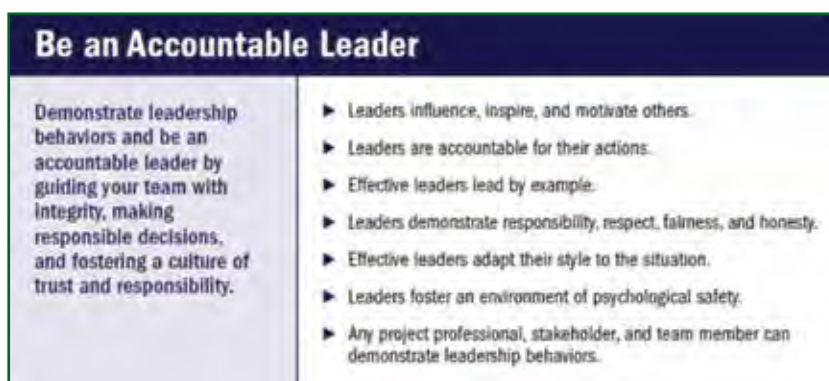 Be an Accountable Leader
Demonstrate leadership
behaviors and be an
accountable leader by
guiding your team with
integrity, making
responsible decisions,
and fostering a culture of
trust and responsibility.
► Leaders influence, inspire, and motivate others.
► Leaders are accountable for their actions.
► Effective leaders lead by example.
► Leaders demonstrate responsibility, respect, fairness, and honesty.
► Effective leaders adapt their style to the situation.
► Leaders foster an environment of psychological safety.
► Any project professional, stakeholder, and team member can
demonstrate leadership behaviors.